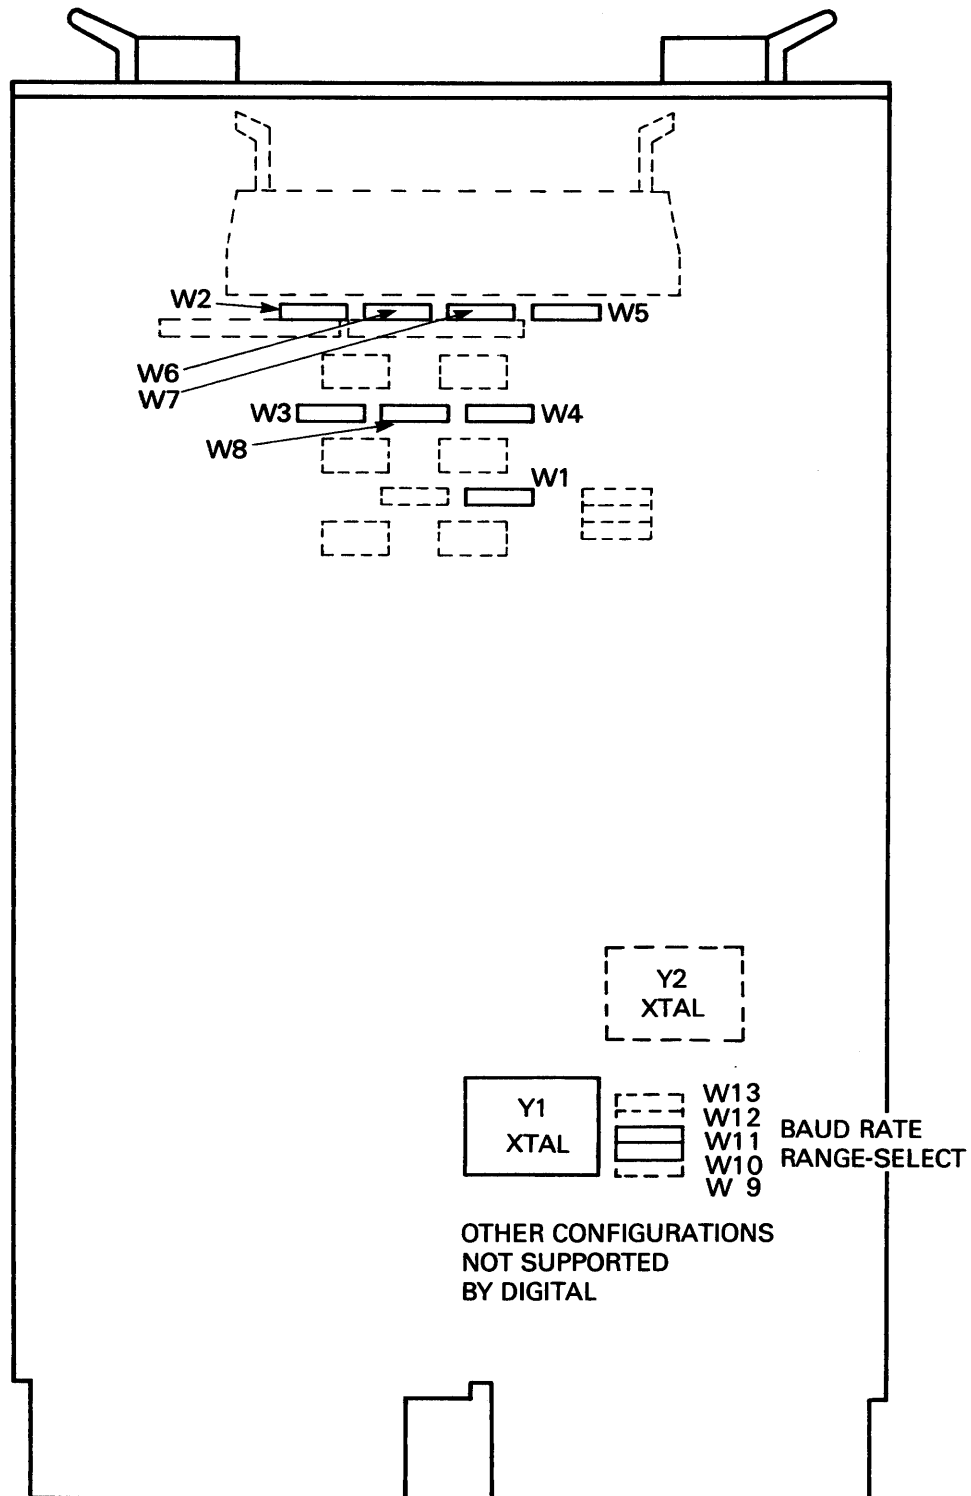 W2
W5
W6
W7
W3
W4
W8
W1
Y2
XTAL
Y1
XTAL
W13
W12
W11
W10
W 9
BAUD RATE
RANGE-SELECT
OTHER CONFIGURATIONS
NOT SUPPORTED
BY DIGITAL